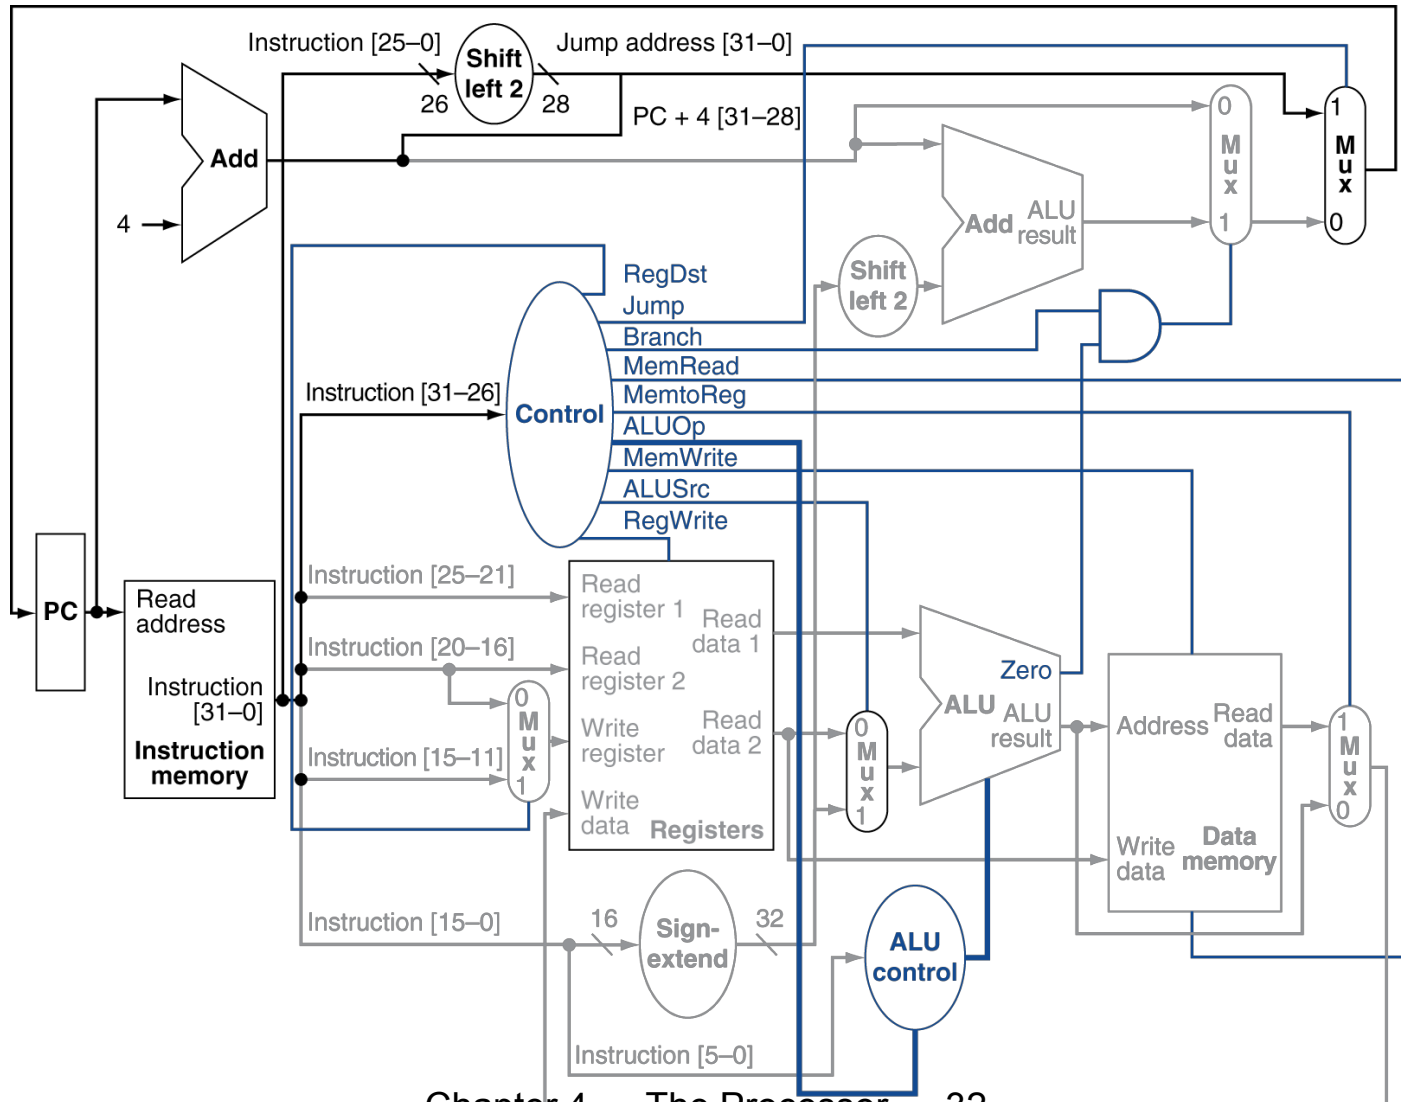 Instruction [25–0]
Shift
left 2
Jump address [31–0]
26
28
PC + 4 [31–28]
Add
4
0
M
u
x
1
1
M
u
x
0
Add
ALU
result
Shift
left 2
RegDst
Jump
Branch
MemRead
MemtoReg
ALUOp
MemWrite
ALUSrc
RegWrite
Instruction [31–26]
Control
PC
Read
address
Instruction
[31–0]
Instruction
memory
Instruction [25–21]
Instruction [20–16]
Instruction [15–11]
0
M
u
x
1
Read
register 1
Read
register 2
Write
register
Write
data
Read
data 1
Read
data 2
Registers
0
M
u
x
1
Zero
ALU
ALU
result
Address
Read
data
Write
data
Data
memory
1
M
u
x
0
Instruction [15–0]
16
Sign-
extend
32
ALU
control
Instruction [5–0]
Chapter 4 — The Processor — 32